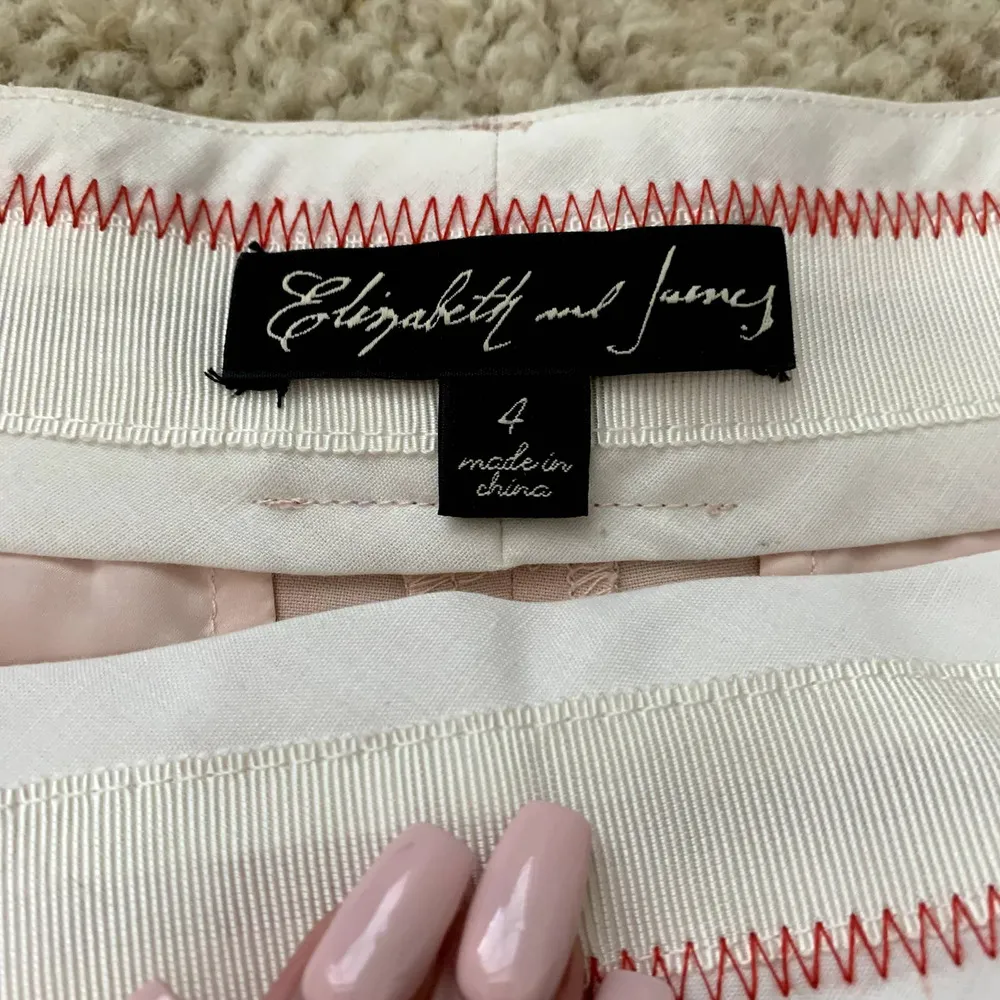 Elizabeth and James
4
made in
china